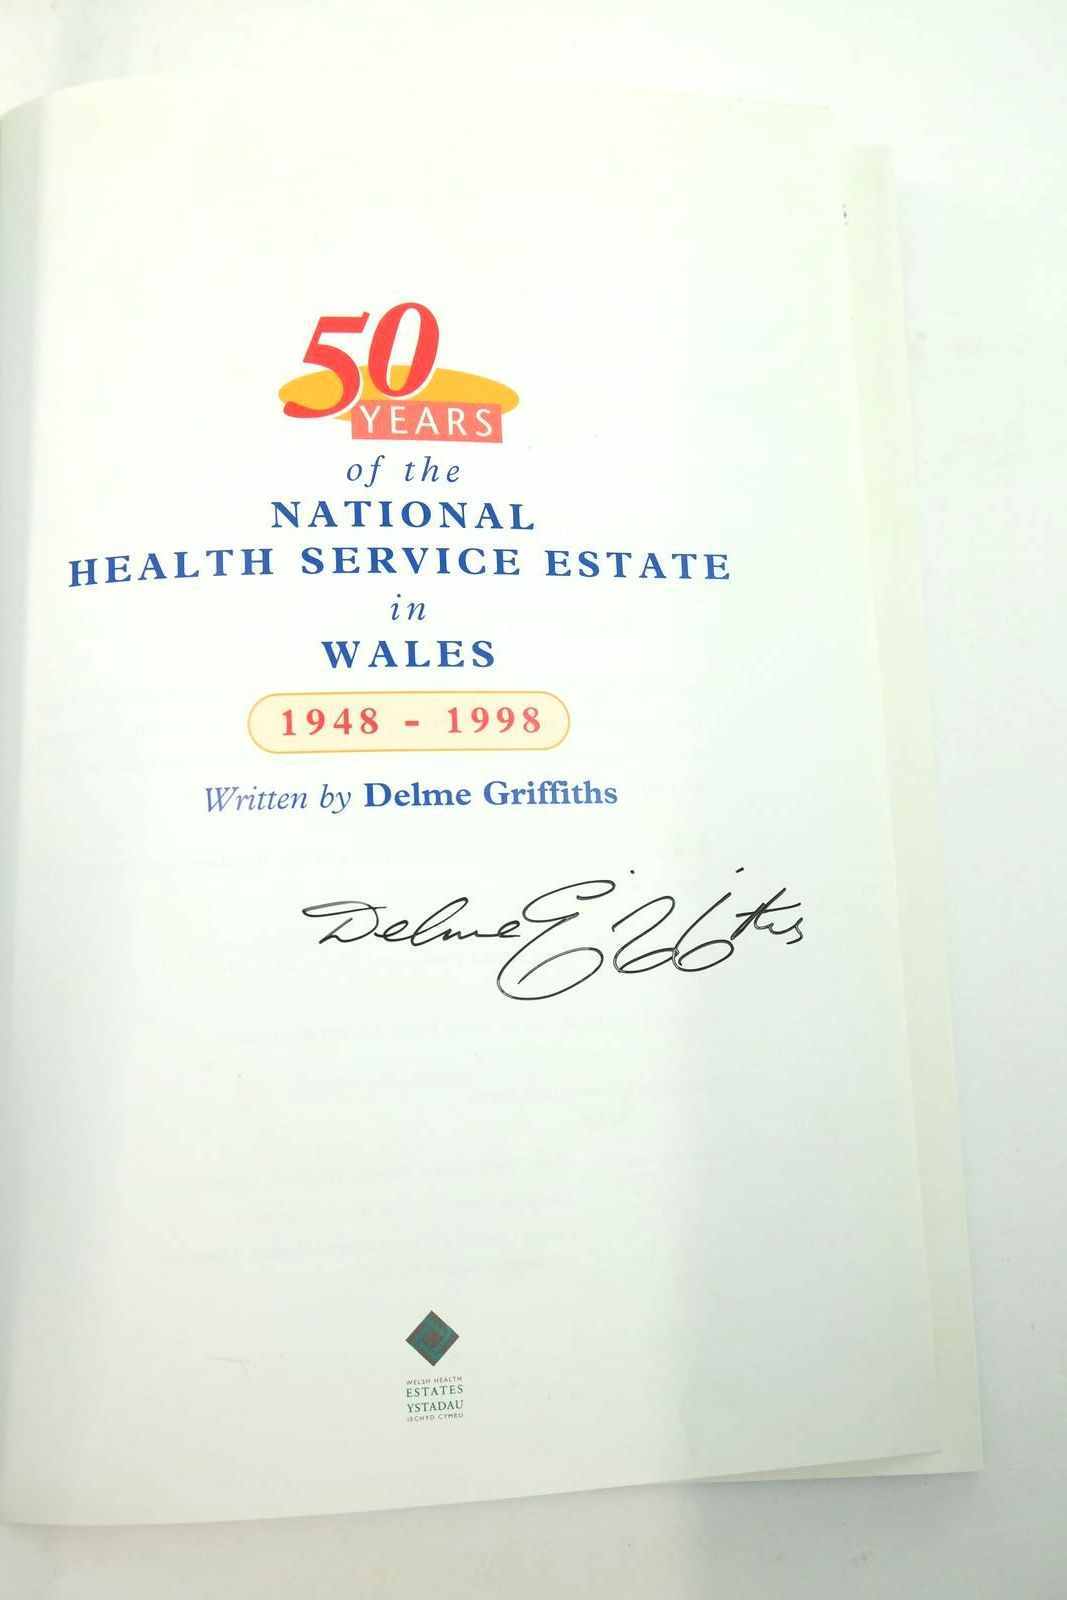 50
YEARS
of the
NATIONAL
HEALTH SERVICE ESTATE
in
WALES
1948 - 1998
Written by Delme Griffiths
Delme Griffiths
WELSH HEALTH
ESTATES
YSTADAU
IECHYD CYMRU